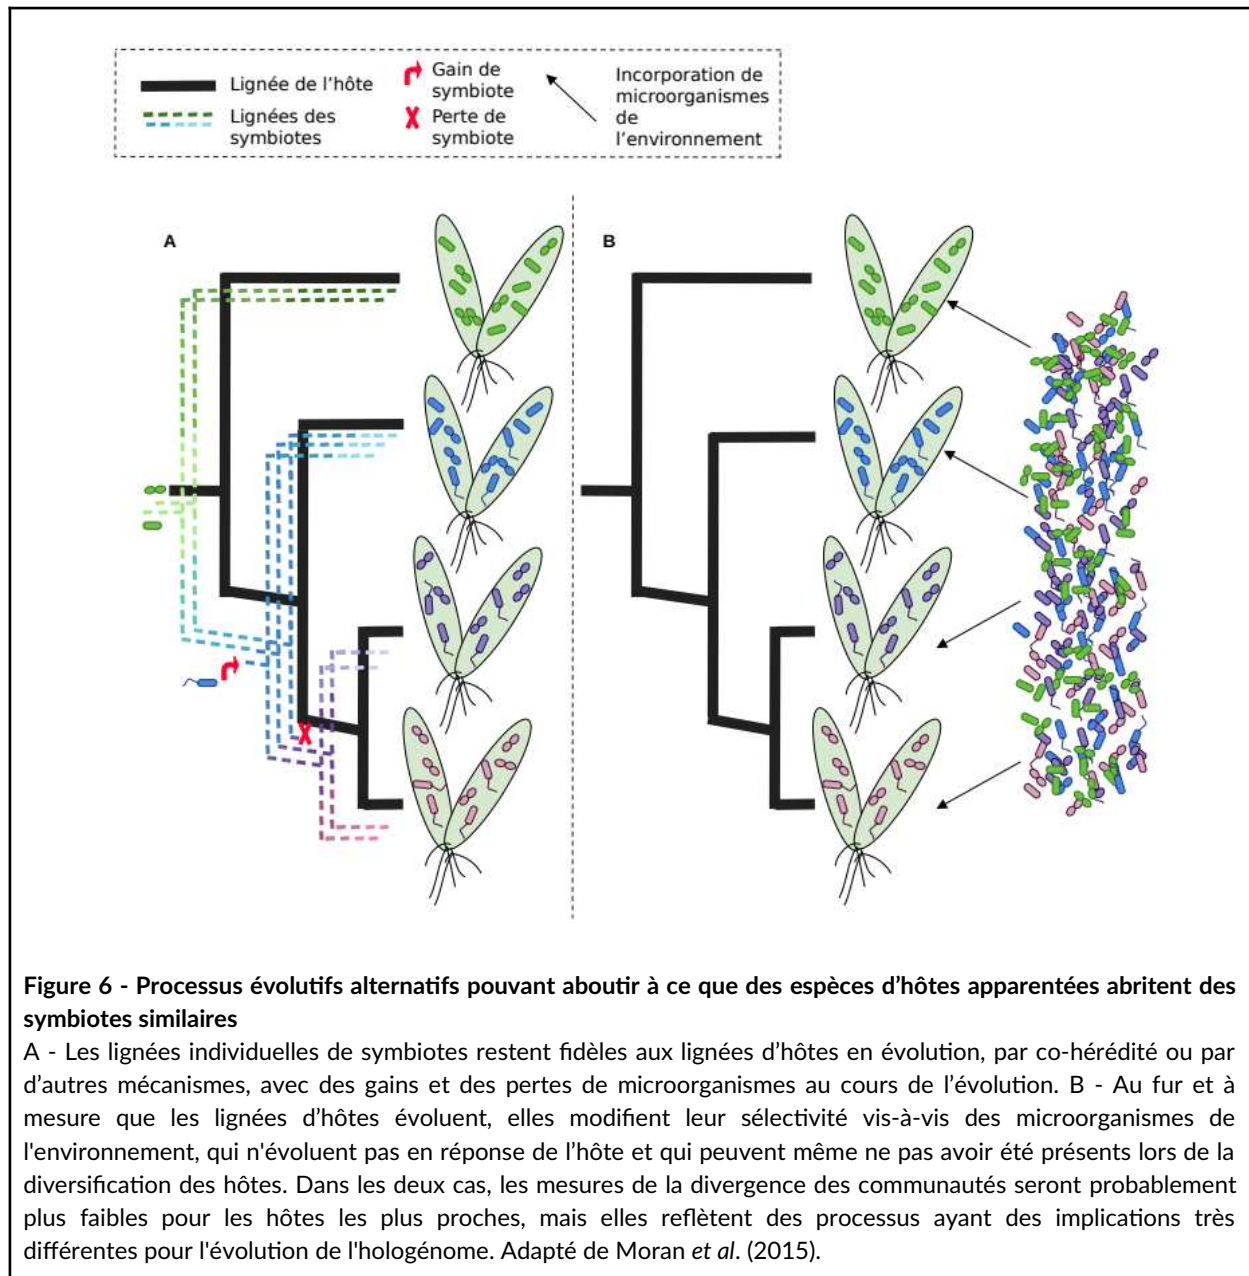 Lignée de l'hôte
Lignées des
symbiotes
Gain de
symbiote
Perte de
symbiote
Incorporation de
microorganismes
de
l'environnement
A
B
Figure 6 - Processus évolutifs alternatifs pouvant aboutir à ce que des espèces d'hôtes apparentées abritent des
symbiotes similaires
A - Les lignées individuelles de symbiotes restent fidèles aux lignées d'hôtes en évolution, par co-hérédité ou par
d'autres mécanismes, avec des gains et des pertes de microorganismes au cours de l'évolution. B - Au fur et à
mesure que les lignées d'hôtes évoluent, elles modifient leur sélectivité vis-à-vis des microorganismes de
l'environnement, qui n'évoluent pas en réponse de l'hôte et qui peuvent même ne pas avoir été présents lors de la
diversification des hôtes. Dans les deux cas, les mesures de la divergence des communautés seront probablement
plus faibles pour les hôtes les plus proches, mais elles reflètent des processus ayant des implications très
différentes pour l'évolution de l'hologénome. Adapté de Moran et al. (2015).